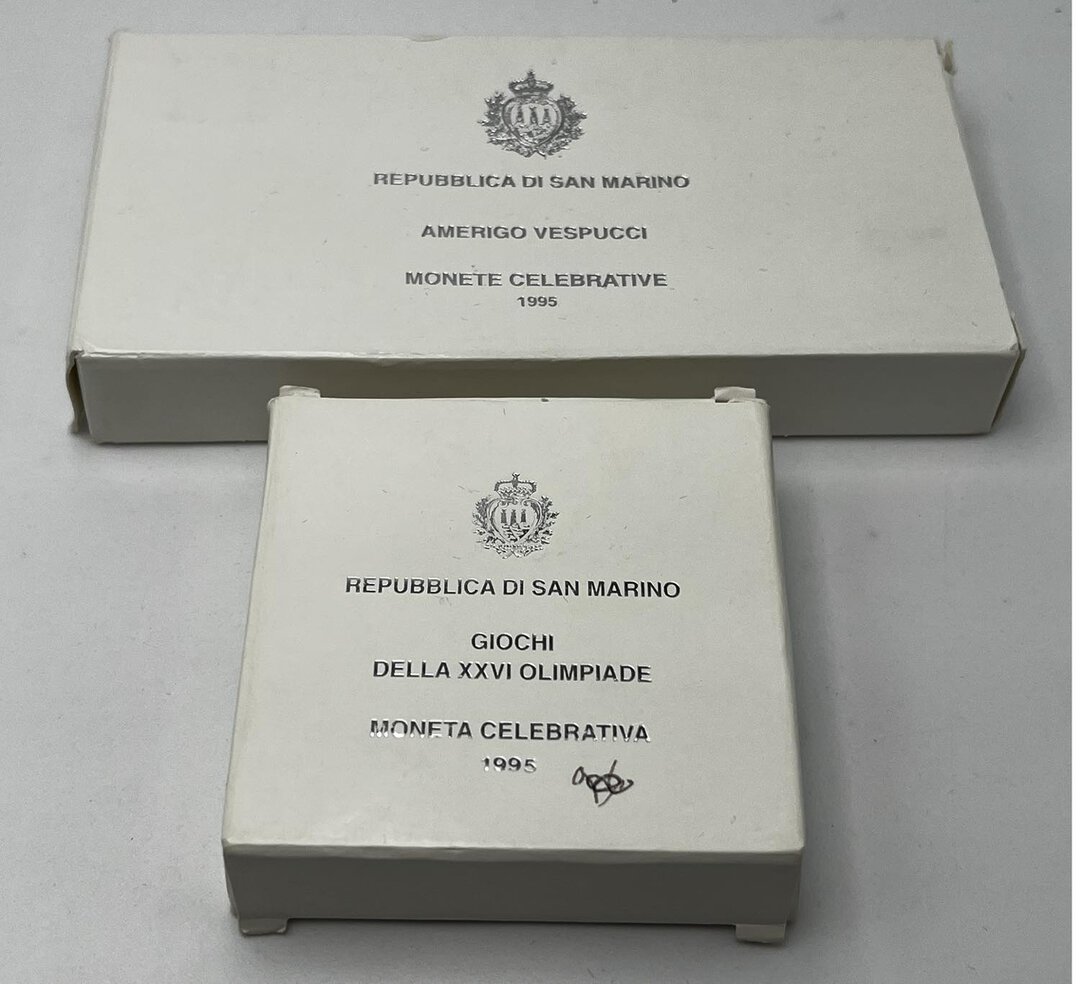 REPUBBLICA DI SAN MARINO
AMERIGO VESPUCCI
MONETE CELEBRATIVE
1995
REPUBBLICA DI SAN MARINO
GIOCHI
DELLA XXVI OLIMPIADE
MONETA CELEBRATIVA
1995